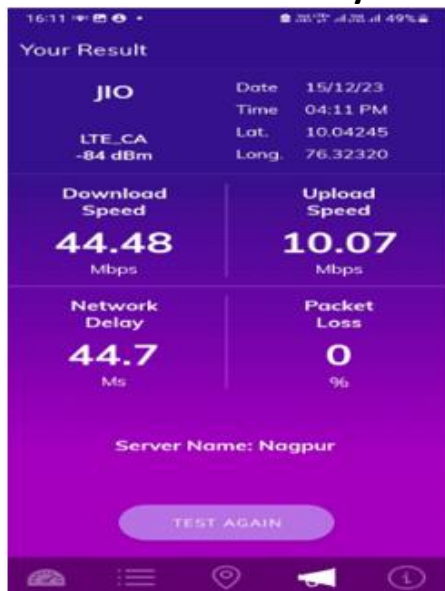 16:11
49%
Your Result
JIO
LTE_CA
-84 dBm
Date 15/12/23
Time 04:11 PM
Lat. 10.04245
Long. 76.32320
Download
Speed
44.48
Mbps
Upload
Speed
10.07
Mbps
Network
Delay
44.7
Ms
Packet
Loss
0
%
Server Name: Nagpur
TEST AGAIN